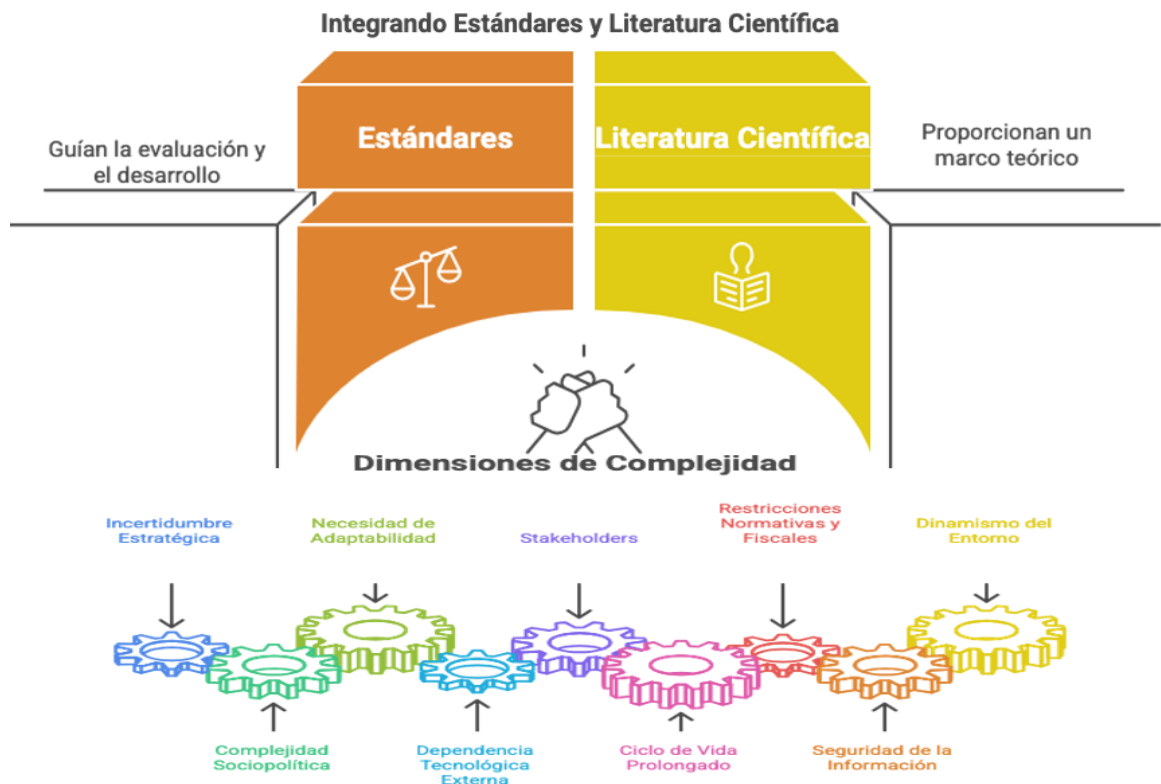 Integrando Estándares y Literatura Científica
Guían la evaluación y
el desarrollo
Estándares
Literatura Científica
Proporcionan un
marco teórico
Dimensiones de Complejidad
Incertidumbre
Estratégica
Necesidad de
Adaptabilidad
Stakeholders
Restricciones
Normativas y
Fiscales
Dinamismo del
Entorno
Complejidad
Sociopolítica
Dependencia
Tecnológica
Externa
Ciclo de Vida
Prolongado
Seguridad de la
Información